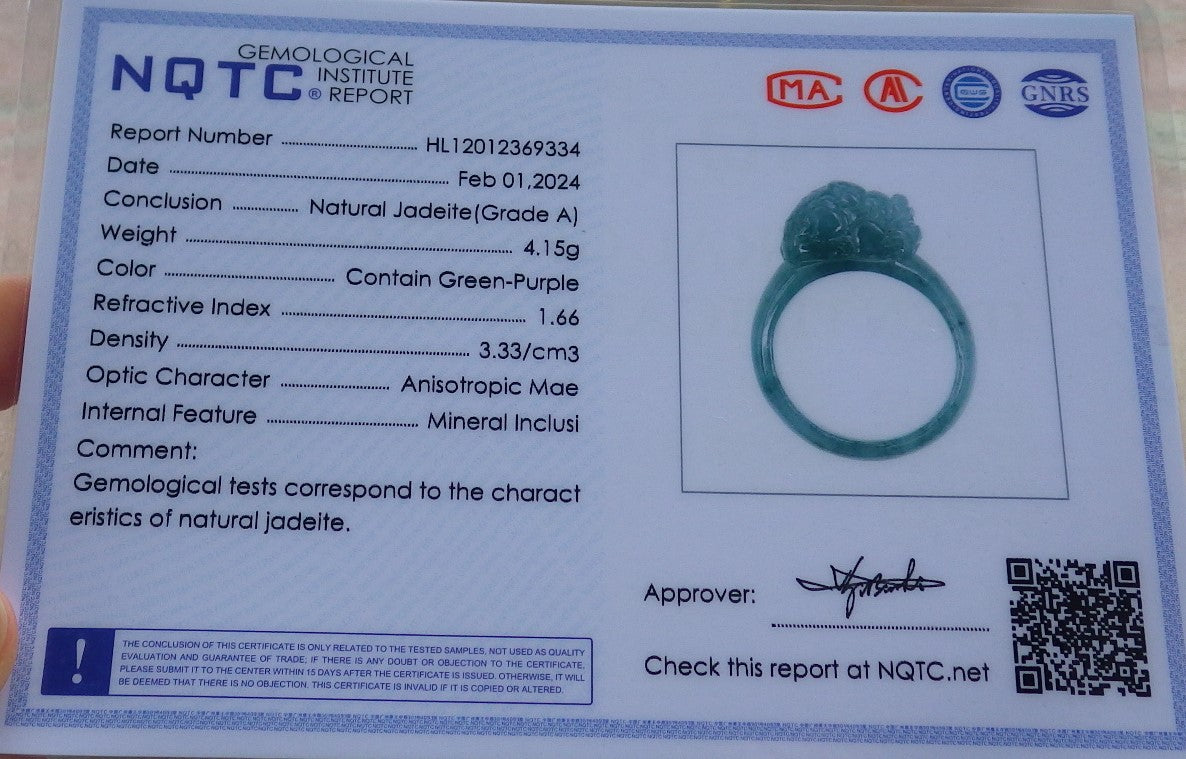 GEMOLOGICAL
NQTC® INSTITUTE
REPORT
MA
GWS
GNRS
Report Number HL12012369334
Date Feb 01,2024
Conclusion Natural Jadeite(Grade A)
Weight 4.15g
Color Contain Green-Purple
Refractive Index 1.66
Density 3.33/cm3
Optic Character Anisotropic Mae
Internal Feature Mineral Inclusi
Comment:
Gemological tests correspond to the charact
eristics of natural jadeite.
Approver:
Check this report at NQTC.net
!
THE CONCLUSION OF THIS CERTIFICATE IS ONLY RELATED TO THE TESTED SAMPLES, NOT USED AS QUALITY
EVALUATION AND GUARANTEE OF TRADE; IF THERE IS ANY DOUBT OR OBJECTION TO THE CERTIFICATE,
PLEASE SUBMIT IT TO THE CENTER WITHIN 15 DAYS AFTER THE CERTIFICATE IS ISSUED. OTHERWISE, IT WILL
BE DEEMED THAT THERE IS NO OBJECTION. THIS CERTIFICATE IS INVALID IF IT IS COPIED OR ALTERED.